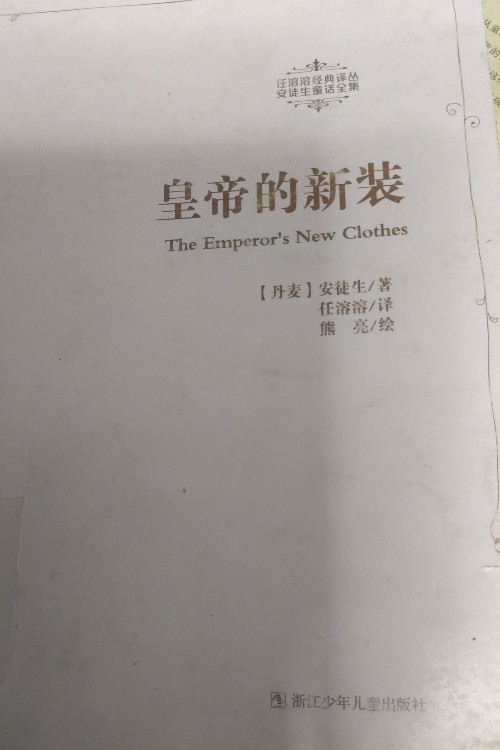 任溶溶经典译丛
安徒生童话全集
皇帝的新装
The Emperor's New Clothes
【丹麦】安徒生/著
任溶溶/译
熊 亮/绘
浙江少年儿童出版社